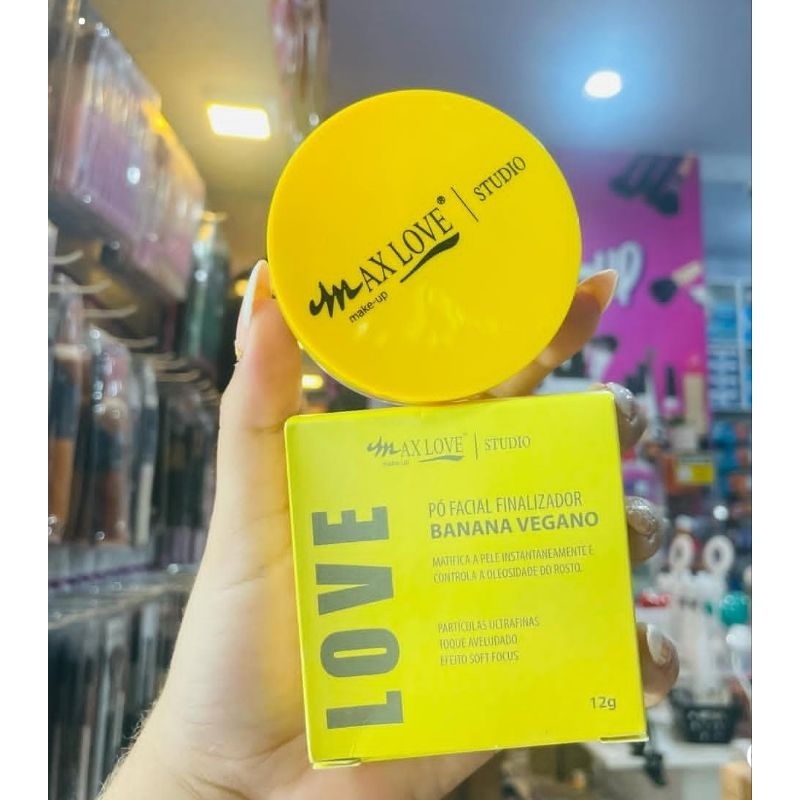 MAX LOVE® | STUDIO
make-up
MAX LOVE™ | STUDIO
make-up
LOVE
PÓ FACIAL FINALIZADOR
BANANA VEGANO
MATIFICA A PELE INSTANTANEAMENTE E
CONTROLA A OLEOSIDADE DO ROSTO.
PARTÍCULAS ULTRAFINAS
TOQUE AVELUDADO
EFEITO SOFT FOCUS
12g